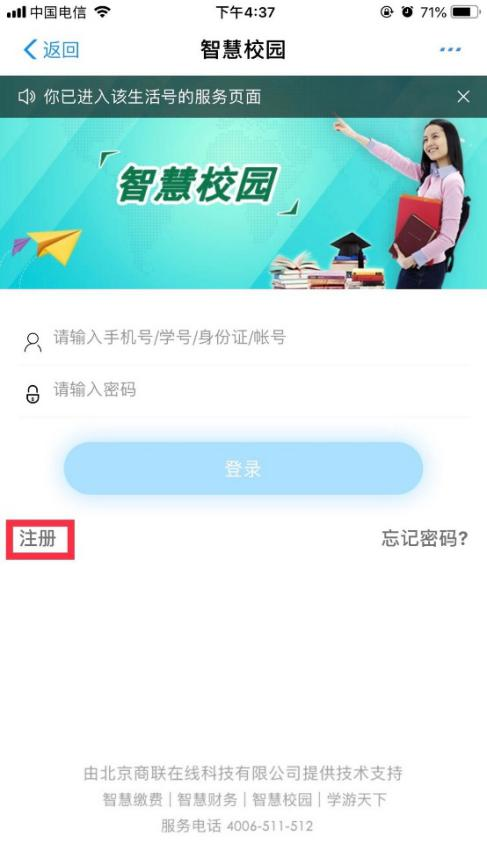 中国电信 下午4:37 71%
返回 智慧校园 ...
你已进入该生活号的服务页面
智慧校园
请输入手机号/学号/身份证/帐号
请输入密码
登录
注册 忘记密码?
由北京商联在线科技有限公司提供技术支持
智慧缴费 | 智慧财务 | 智慧校园 | 学游天下
服务电话 4006-511-512